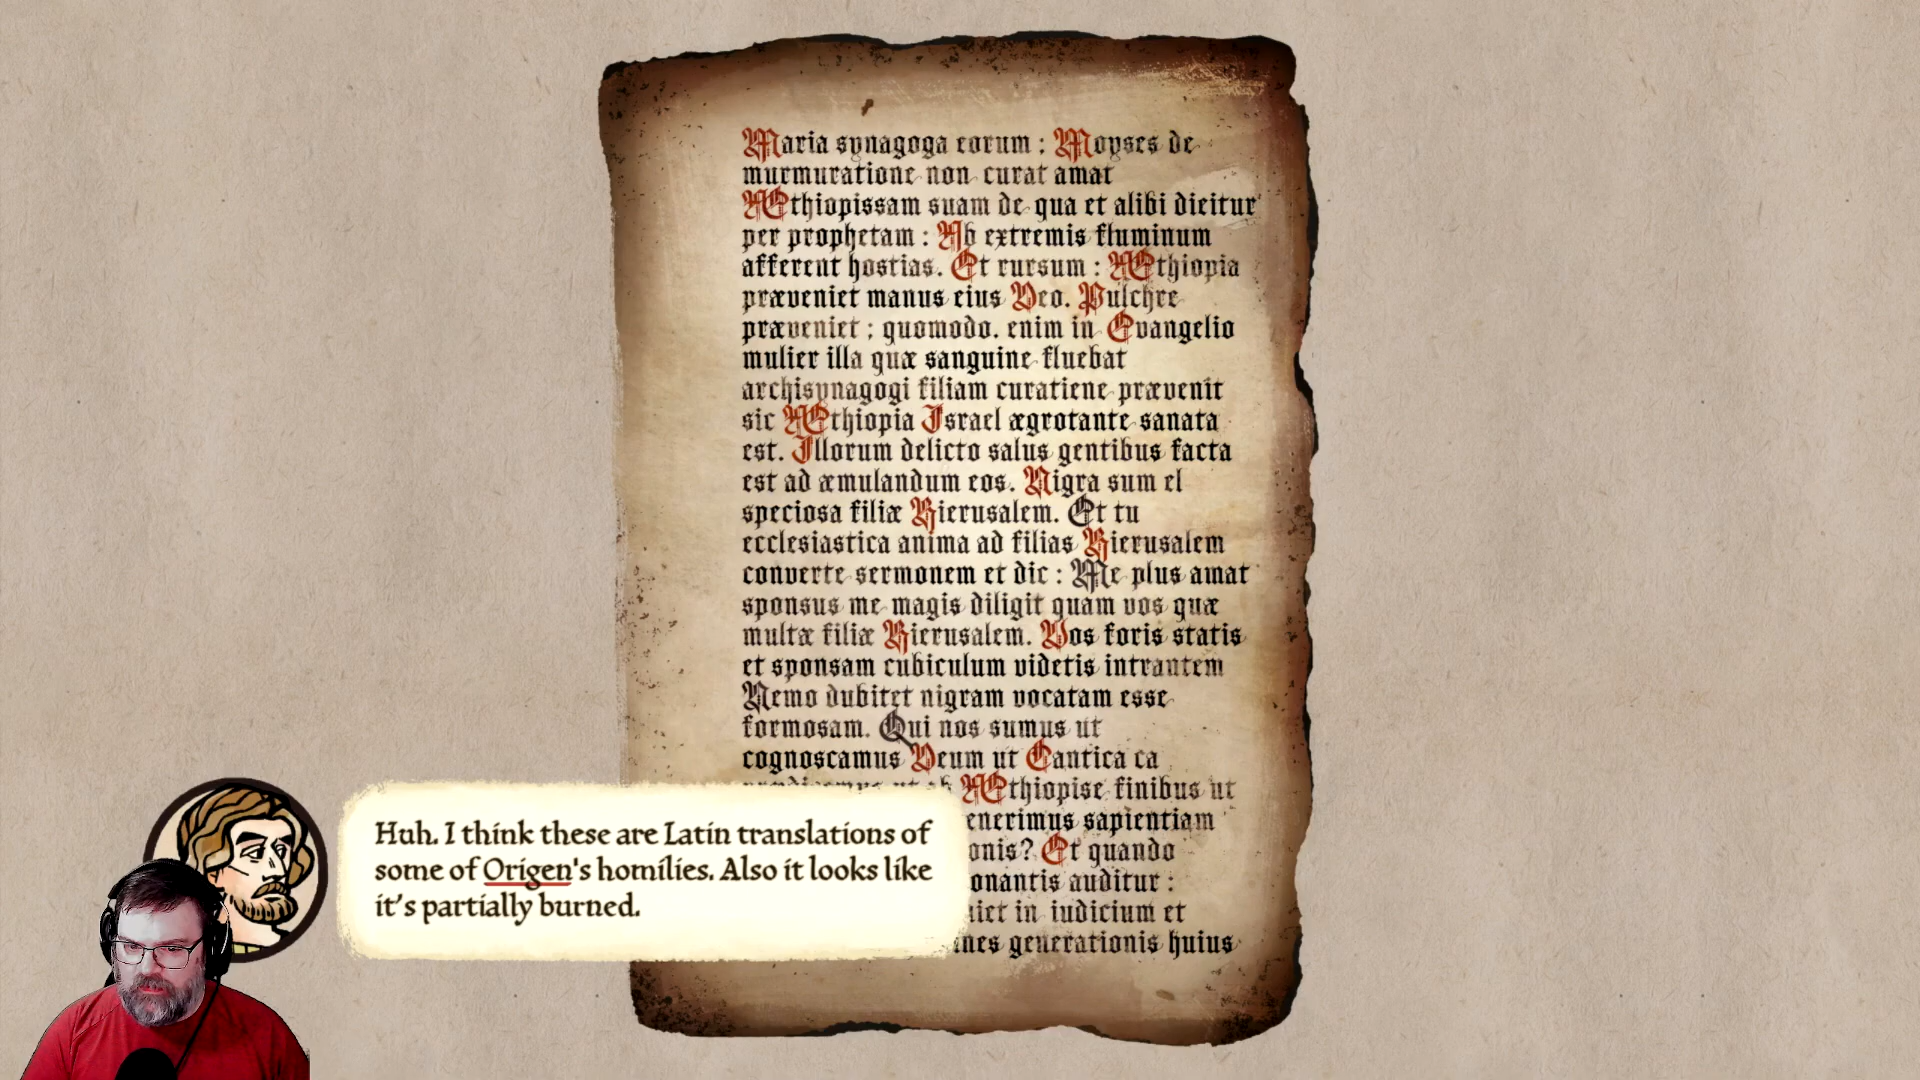 Maria synagoga eorum : Moyses de
murmuratione non curat amat
Æthiopissam suam de qua et alibi dicitur
per prophetam : Ab extremis fluminum
afferent hostias. Et rursum : Æthiopia
præveniet manus eius Deo. Pulchre
præveniet ; quomodo. enim in Evangelio
mulier illa quæ sanguine fluebat
archisynagogi filiam curatiene prævenit
sic Æthiopia Israel ægrotante sanata
est. Illorum delicto salus gentibus facta
est ad æmulandum eos. Nigra sum el
speciosa filiæ Hierusalem. Et tu
ecclesiastica anima ad filias Hierusalem
converte sermonem et dic : Me plus amat
sponsus me magis diligit quam vos quæ
multæ filiæ Hierusalem. Vos foris statis
et sponsam cubiculum videtis intrantem
Nemo dubitet nigram vocatam esse
formosam. Qui nos sumus ut
cognoscamus Deum ut Cantica ca
Æthiopise finibus ut
sapientiam
Et quando
auditur :
in iudicium et
generationis huius
Huh. I think these are Latin translations of
some of Origen's homilies. Also it looks like
it's partially burned.